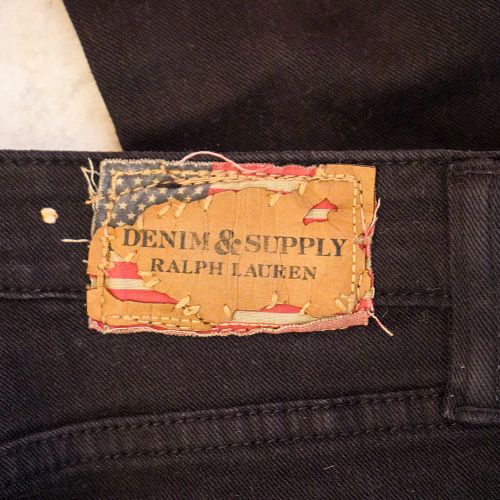 DENIM & SUPPLY
RALPH LAUREN